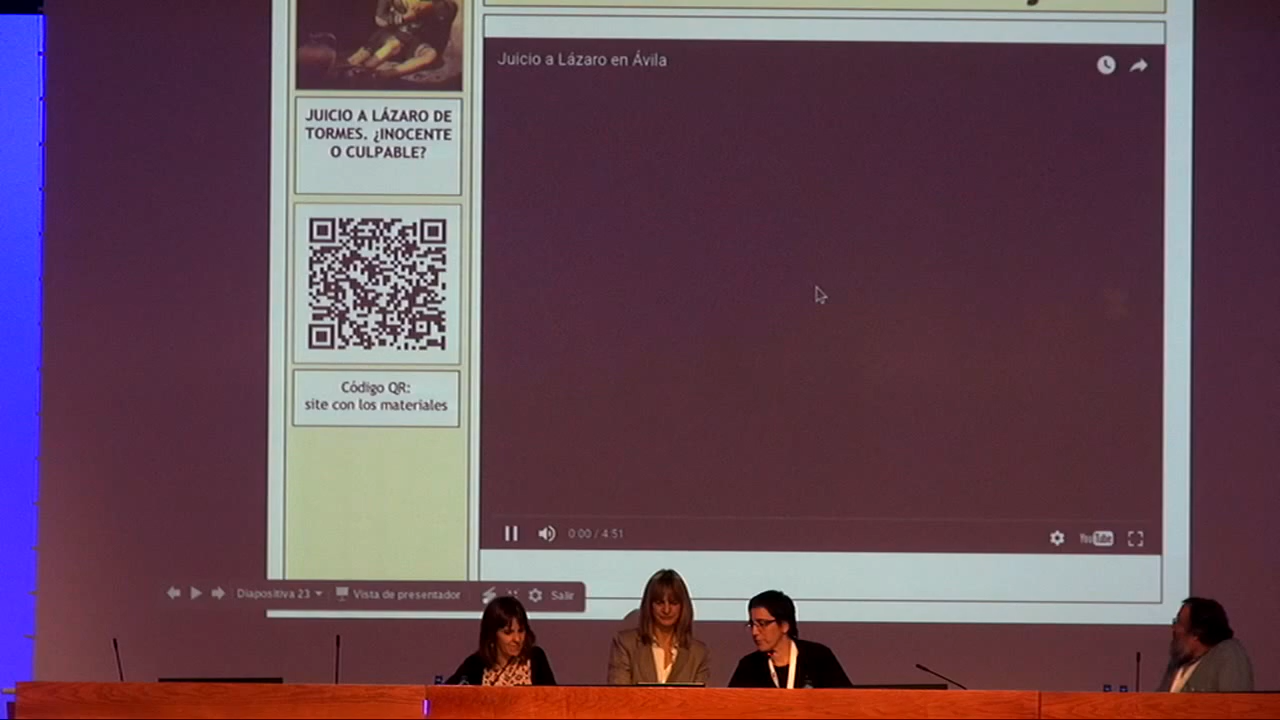 Juicio a Lázaro en Ávila
JUICIO A LÁZARO DE
TORMES. ¿INOCENTE
O CULPABLE?
Código QR:
site con los materiales
0:00 / 4:51
YouTube
Diapositiva 23
Vista de presentador
Salir